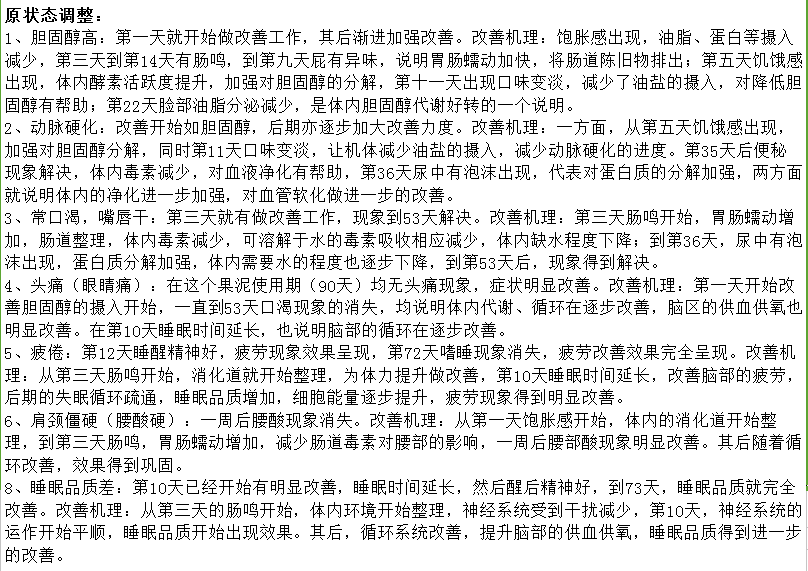 原状态调整：
1、胆固醇高：第一天就开始做改善工作，其后渐进加强改善。改善机理：饱胀感出现，油脂、蛋白等摄入
减少，第三天到第14天有肠鸣，到第九天屁有异味，说明胃肠蠕动加快，将肠道陈旧物排出；第五天饥饿感
出现，体内酵素活跃度提升，加强对胆固醇的分解，第十一天出现口味变淡，减少了油盐的摄入，对降低胆
固醇有帮助；第22天脸部油脂分泌减少，是体内胆固醇代谢好转的一个说明。
2、动脉硬化：改善开始如胆固醇，后期亦逐步加大改善力度。改善机理：一方面，从第五天饥饿感出现，
加强对胆固醇分解，同时第11天口味变淡，让机体减少油盐的摄入，减少动脉硬化的进度。第35天后便秘
现象解决，体内毒素减少，对血液净化有帮助，第36天尿中有泡沫出现，代表对蛋白质的分解加强，两方面
就说明体内的净化进一步加强，对血管软化做进一步的改善。
3、常口渴，嘴唇干：第三天就有做改善工作，现象到53天解决。改善机理：第三天肠鸣开始，胃肠蠕动增
加，肠道整理，体内毒素减少，可溶解于水的毒素吸收相应减少，体内缺水程度下降；到第36天，尿中有泡
沫出现，蛋白质分解加强，体内需要水的程度也逐步下降，到第53天后，现象得到解决。
4、头痛（眼睛痛）：在这个果泥使用期（90天）均无头痛现象，症状明显改善。改善机理：第一天开始改
善胆固醇的摄入开始，一直到53天口渴现象的消失，均说明体内代谢、循环在逐步改善，脑区的供血供氧也
明显改善。在第10天睡眠时间延长，也说明脑部的循环在逐步改善。
5、疲倦：第12天睡醒精神好，疲劳现象效果呈现，第72天嗜睡现象消失，疲劳改善效果完全呈现。改善机
理：从第三天肠鸣开始，消化道就开始整理，为体力提升做改善，第10天睡眠时间延长，改善脑部的疲劳，
后期的失眠循环疏通，睡眠品质增加，细胞能量逐步提升，疲劳现象得到明显改善。
6、肩颈僵硬（腰酸硬）：一周后腰酸现象消失。改善机理：从第一天饱胀感开始，体内的消化道开始整
理，到第三天肠鸣，胃肠蠕动增加，减少肠道毒素对腰部的影响，一周后腰部酸现象明显改善。其后随着循
环改善，效果得到巩固。
8、睡眠品质差：第10天已经开始有明显改善，睡眠时间延长，然后醒后精神好，到73天，睡眠品质就完全
改善。改善机理：从第三天的肠鸣开始，体内环境开始整理，神经系统受到干扰减少，第10天，神经系统的
运作开始平顺，睡眠品质开始出现效果。其后，循环系统改善，提升脑部的供血供氧，睡眠品质得到进一步
的改善。